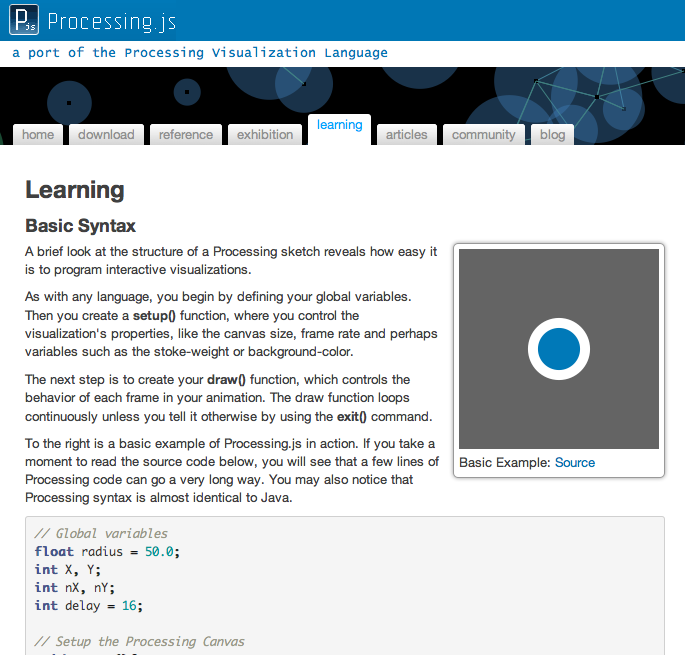 Pjs Processing.js
a port of the Processing Visualization Language
home download reference exhibition learning articles community blog
Learning
Basic Syntax
A brief look at the structure of a Processing sketch reveals how easy it
is to program interactive visualizations.
As with any language, you begin by defining your global variables.
Then you create a setup() function, where you control the
visualization's properties, like the canvas size, frame rate and perhaps
variables such as the stoke-weight or background-color.
The next step is to create your draw() function, which controls the
behavior of each frame in your animation. The draw function loops
continuously unless you tell it otherwise by using the exit() command.
To the right is a basic example of Processing.js in action. If you take a
moment to read the source code below, you will see that a few lines of
Processing code can go a very long way. You may also notice that
Processing syntax is almost identical to Java.
Basic Example: Source
// Global variables
float radius = 50.0;
int X, Y;
int nX, nY;
int delay = 16;
// Setup the Processing Canvas